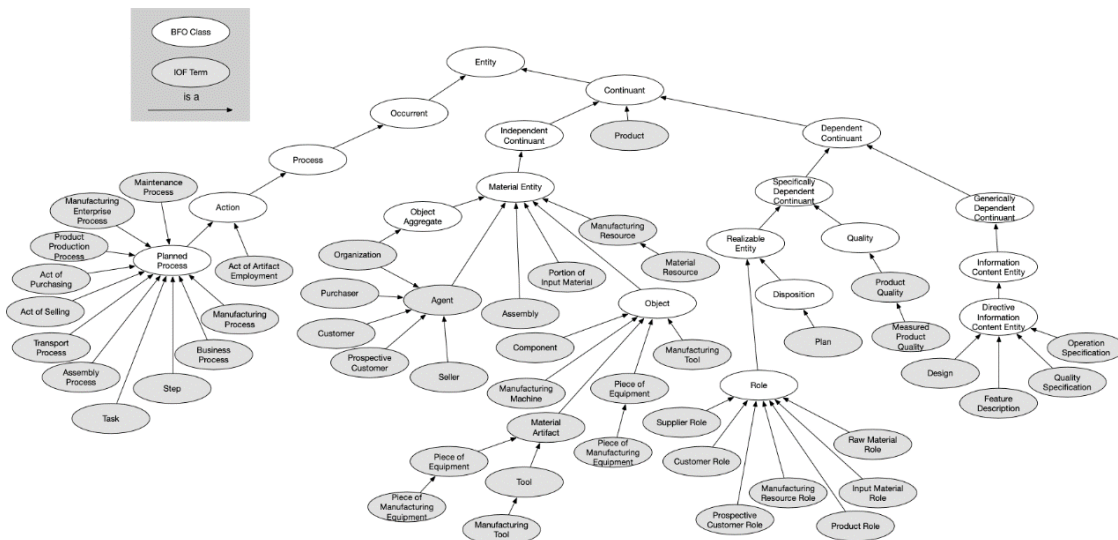 BFO Class
IOF Term
is a
Entity
Continuant
Occurrent
Independent
Continuant
Product
Dependent
Continuant
Process
Maintenance
Process
Manufacturing
Enterprise
Process
Action
Product
Production
Process
Planned
Process
Act of
Purchasing
Act of Artifact
Employment
Act of Selling
Transport
Process
Manufacturing
Process
Assembly
Process
Business
Process
Step
Task
Material Entity
Object
Aggregate
Organization
Manufacturing
Resource
Material
Resource
Purchaser
Agent
Portion of
Input Material
Assembly
Customer
Prospective
Customer
Seller
Object
Component
Manufacturing
Tool
Manufacturing
Machine
Piece of
Equipment
Material
Artifact
Piece of
Manufacturing
Equipment
Piece of
Equipment
Piece of
Manufacturing
Equipment
Tool
Manufacturing
Tool
Specifically
Dependent
Continuant
Generically
Dependent
Continuant
Realizable
Entity
Quality
Information
Content Entity
Disposition
Product
Quality
Directive
Information
Content Entity
Plan
Measured
Product
Quality
Operation
Specification
Design
Quality
Specification
Feature
Description
Role
Supplier Role
Raw Material
Role
Customer Role
Manufacturing
Resource Role
Input Material
Role
Prospective
Customer Role
Product Role